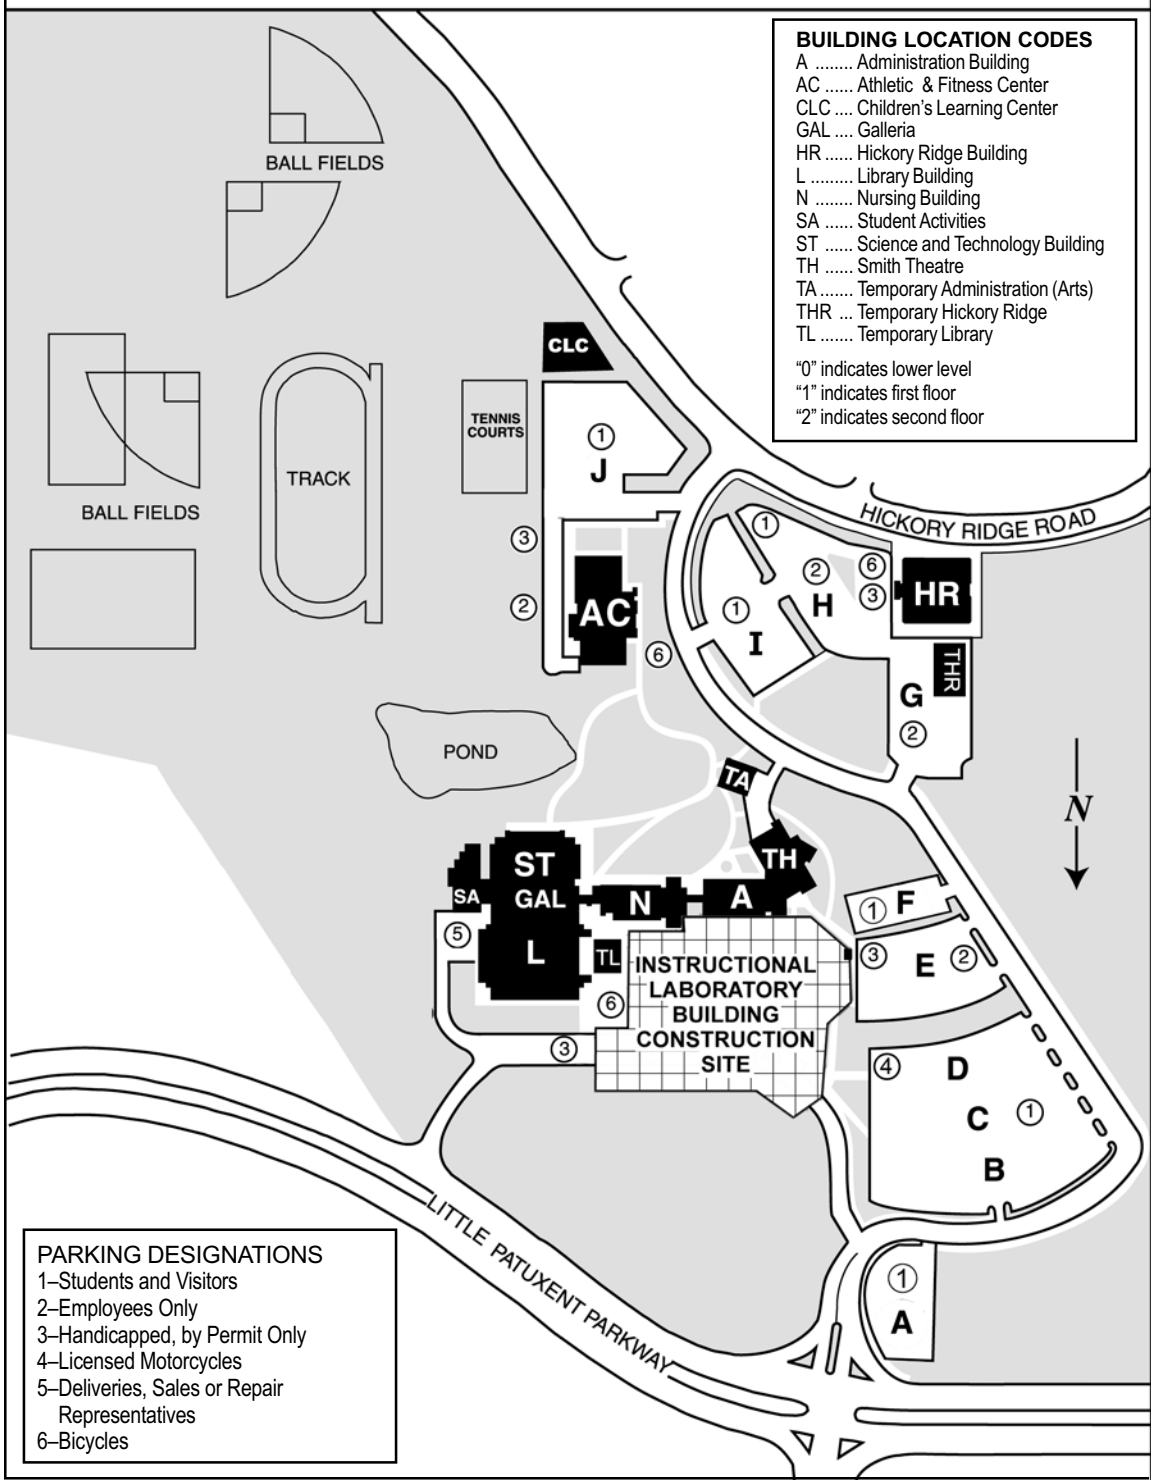 BUILDING LOCATION CODES
A ........ Administration Building
AC ...... Athletic & Fitness Center
CLC .... Children's Learning Center
GAL .... Galleria
HR ...... Hickory Ridge Building
L ......... Library Building
N ........ Nursing Building
SA ...... Student Activities
ST ...... Science and Technology Building
TH ...... Smith Theatre
TA ....... Temporary Administration (Arts)
THR ... Temporary Hickory Ridge
TL ....... Temporary Library
“0” indicates lower level
“1” indicates first floor
“2” indicates second floor
BALL FIELDS
CLC
TENNIS
COURTS
1
J
TRACK
BALL FIELDS
HICKORY RIDGE ROAD
3
2
AC
6
1
2
H
6
3
HR
1
I
THR
G
2
POND
TA
N
TH
ST
SA
GAL
N
A
1
F
5
L
TL
3
E
2
6
INSTRUCTIONAL
LABORATORY
BUILDING
CONSTRUCTION
SITE
3
4
D
C
1
B
LITTLE PATUXENT PARKWAY
1
A
PARKING DESIGNATIONS
1–Students and Visitors
2–Employees Only
3–Handicapped, by Permit Only
4–Licensed Motorcycles
5–Deliveries, Sales or Repair
Representatives
6–Bicycles